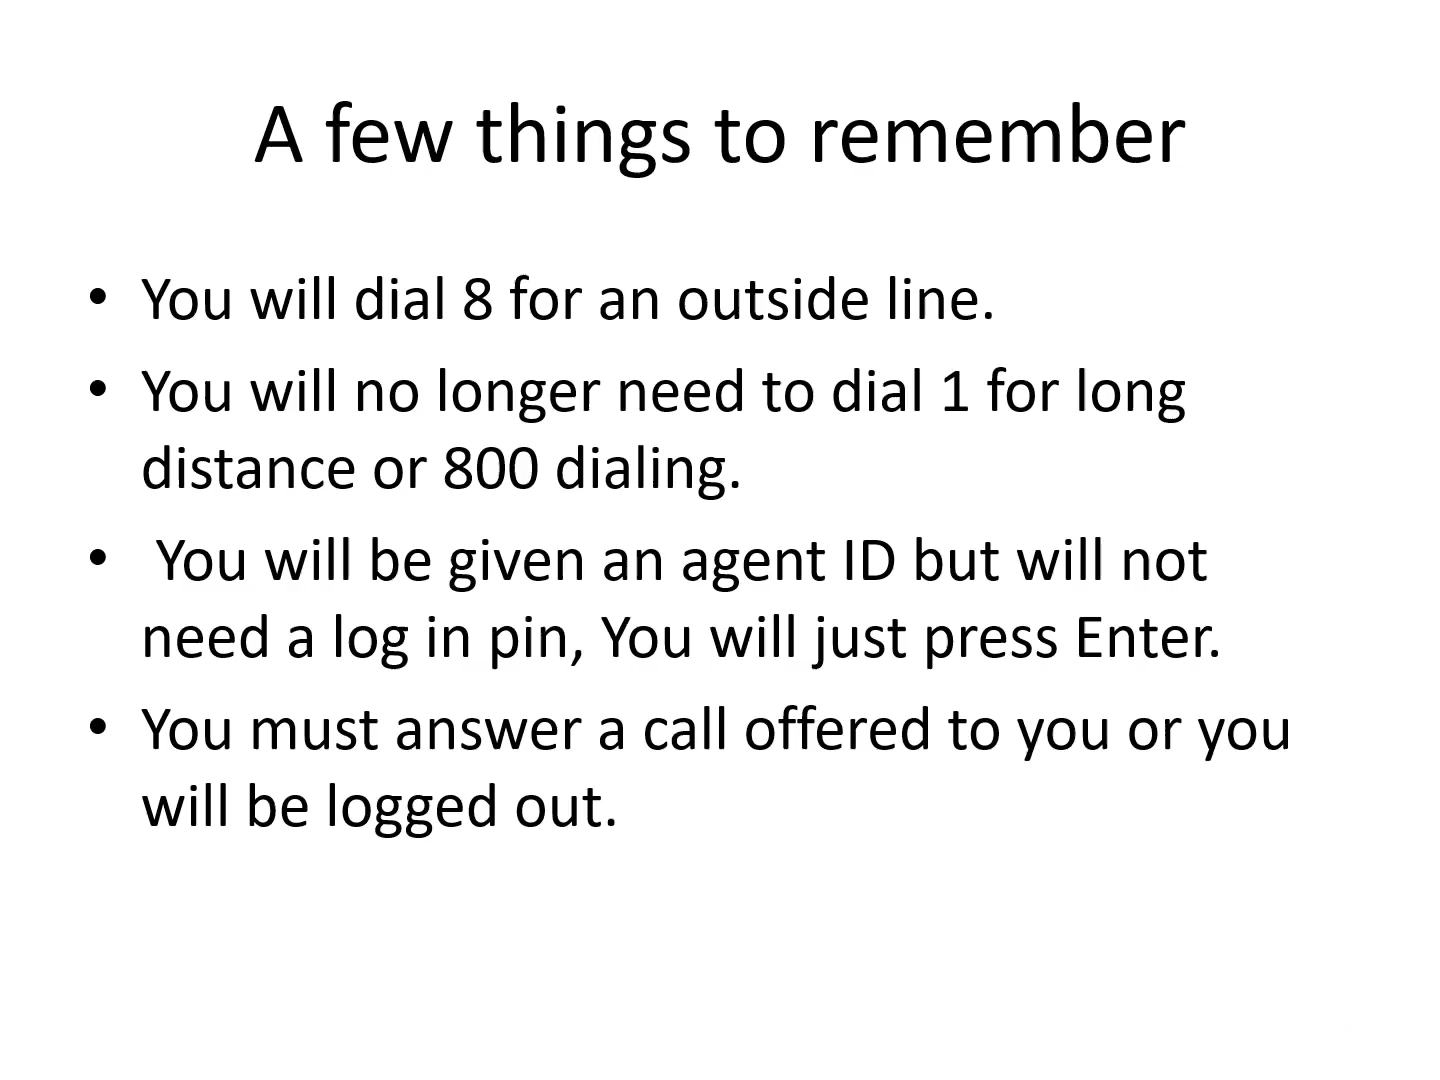 A few things to remember
• You will dial 8 for an outside line.
• You will no longer need to dial 1 for long
distance or 800 dialing.
• You will be given an agent ID but will not
need a log in pin, You will just press Enter.
• You must answer a call offered to you or you
will be logged out.